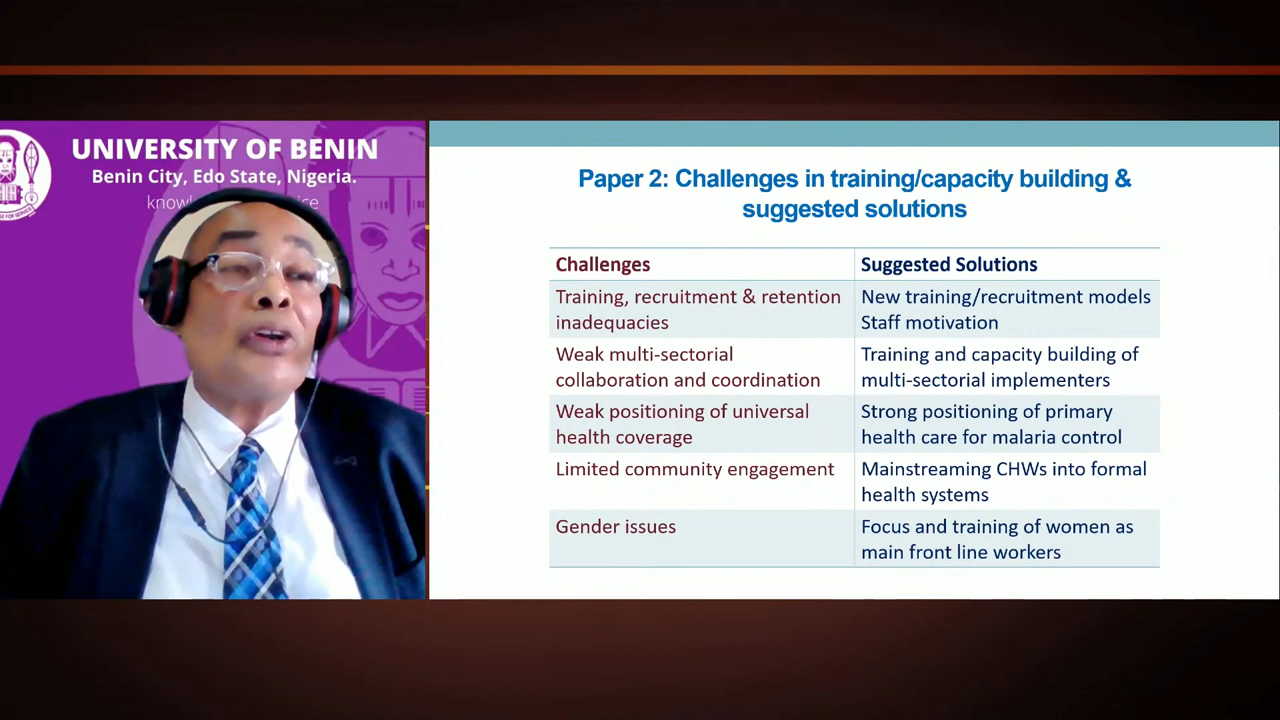 UNIVERSITY OF BENIN
Benin City, Edo State, Nigeria.
Paper 2: Challenges in training/capacity building &
suggested solutions
Challenges
Suggested Solutions
Training, recruitment & retention
inadequacies
New training/recruitment models
Staff motivation
Weak multi-sectorial
collaboration and coordination
Training and capacity building of
multi-sectorial implementers
Weak positioning of universal
health coverage
Strong positioning of primary
health care for malaria control
Limited community engagement
Mainstreaming CHWs into formal
health systems
Gender issues
Focus and training of women as
main front line workers